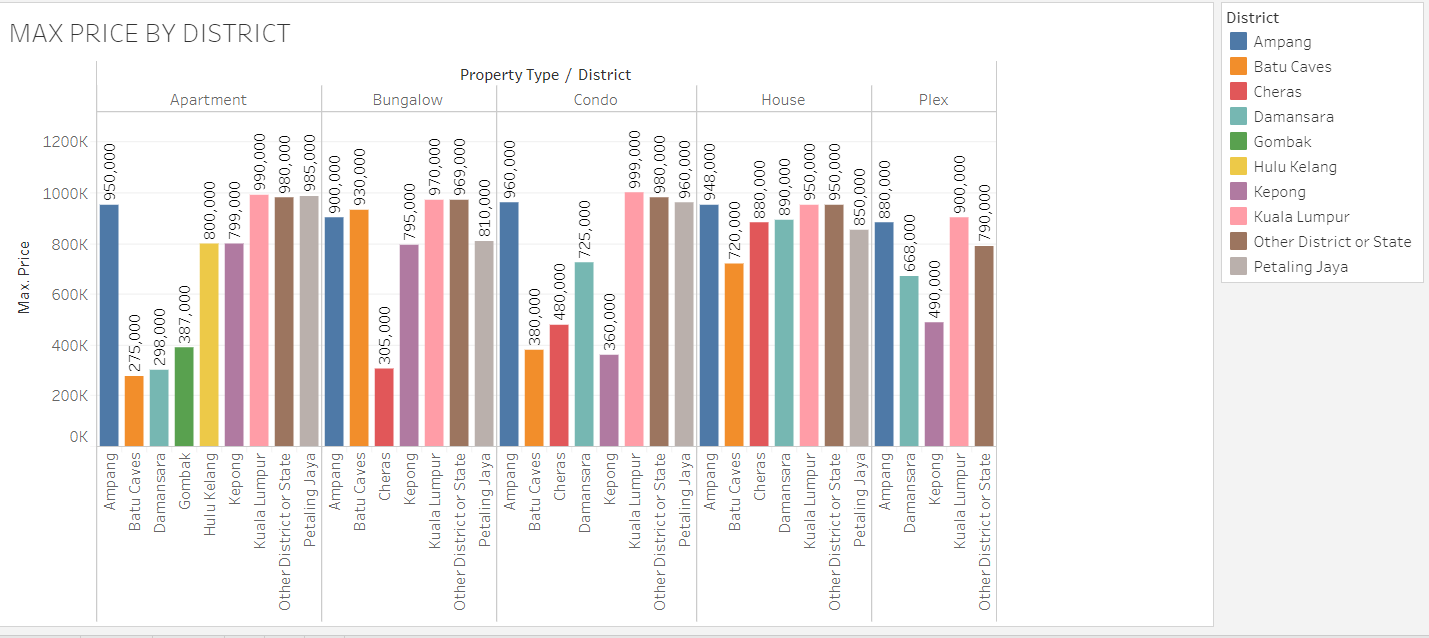 MAX PRICE BY DISTRICT
Property Type / District
Apartment Bungalow Condo House Plex
Max. Price
1200K
1000K
800K
600K
400K
200K
0K
950,000
275,000
298,000
387,000
800,000
799,000
990,000
980,000
985,000
900,000
930,000
305,000
795,000
970,000
969,000
810,000
960,000
380,000
480,000
725,000
360,000
999,000
980,000
960,000
948,000
720,000
880,000
890,000
950,000
950,000
850,000
880,000
668,000
490,000
900,000
790,000
Ampang
Batu Caves
Damansara
Gombak
Hulu Kelang
Kepong
Kuala Lumpur
Other District or State
Petaling Jaya
Ampang
Batu Caves
Cheras
Kepong
Kuala Lumpur
Other District or State
Petaling Jaya
Ampang
Batu Caves
Cheras
Damansara
Kepong
Kuala Lumpur
Other District or State
Petaling Jaya
Ampang
Batu Caves
Cheras
Damansara
Kuala Lumpur
Other District or State
Petaling Jaya
Ampang
Damansara
Kepong
Kuala Lumpur
Other District or State
District
Ampang
Batu Caves
Cheras
Damansara
Gombak
Hulu Kelang
Kepong
Kuala Lumpur
Other District or State
Petaling Jaya